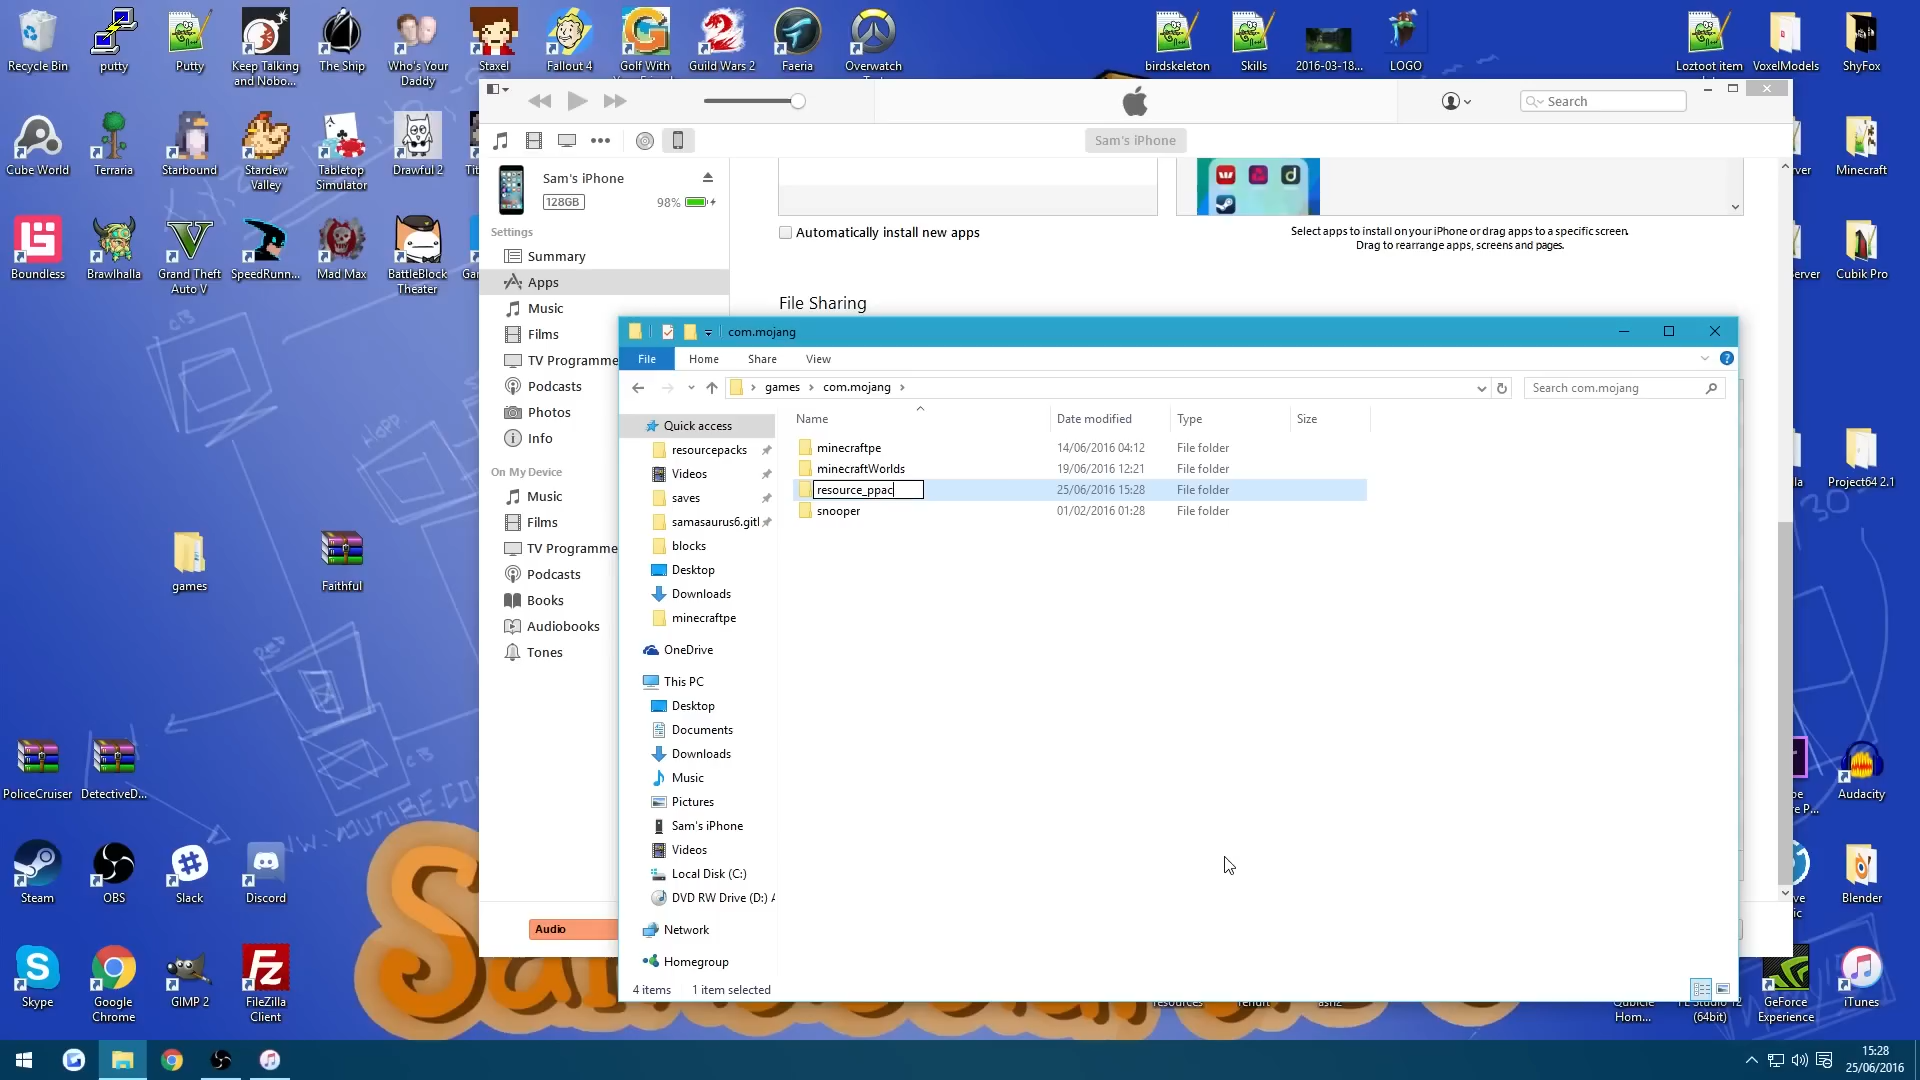 Recycle Bin
putty
Putty
Keep Talking and Nobo...
The Ship
Who's Your Daddy
Staxel
Fallout 4
Golf With
Guild Wars 2
Faeria
Overwatch
birdskeleton
Skills
2016-03-18...
LOGO
Loztoot item
VoxelModels
ShyFox
Cube World
Terraria
Starbound
Stardew Valley
Tabletop Simulator
Drawful 2
Minecraft
Boundless
Brawlhalla
Grand Theft Auto V
SpeedRunn...
Mad Max
BattleBlock Theater
Cubik Pro
games
Faithful
Project64 2.1
PoliceCruiser
DetectiveD...
Audacity
Steam
OBS
Slack
Discord
Blender
Skype
Google Chrome
GIMP 2
FileZilla Client
Hom...
(64bit)
GeForce Experience
iTunes
WWW.YOUTUBE.CO
Search
Sam's iPhone
Sam's iPhone
128GB
98%
Settings
Summary
Apps
Music
Films
TV Programme
Podcasts
Photos
Info
On My Device
Music
Films
TV Programme
Podcasts
Books
Audiobooks
Tones
Audio
Automatically install new apps
Select apps to install on your iPhone or drag apps to a specific screen.
Drag to rearrange apps, screens and pages.
File Sharing
com.mojang
File
Home
Share
View
games
com.mojang
Search com.mojang
Name
Date modified
Type
Size
minecraftpe 14/06/2016 04:12 File folder
minecraftWorlds 19/06/2016 12:21 File folder
resource_ppac 25/06/2016 15:28 File folder
snooper 01/02/2016 01:28 File folder
Quick access
resourcepacks
Videos
saves
samasaurus6.gitl
blocks
Desktop
Downloads
minecraftpe
OneDrive
This PC
Desktop
Documents
Downloads
Music
Pictures
Sam's iPhone
Videos
Local Disk (C:)
DVD RW Drive (D:) A
Network
Homegroup
4 items
1 item selected
15:28
25/06/2016